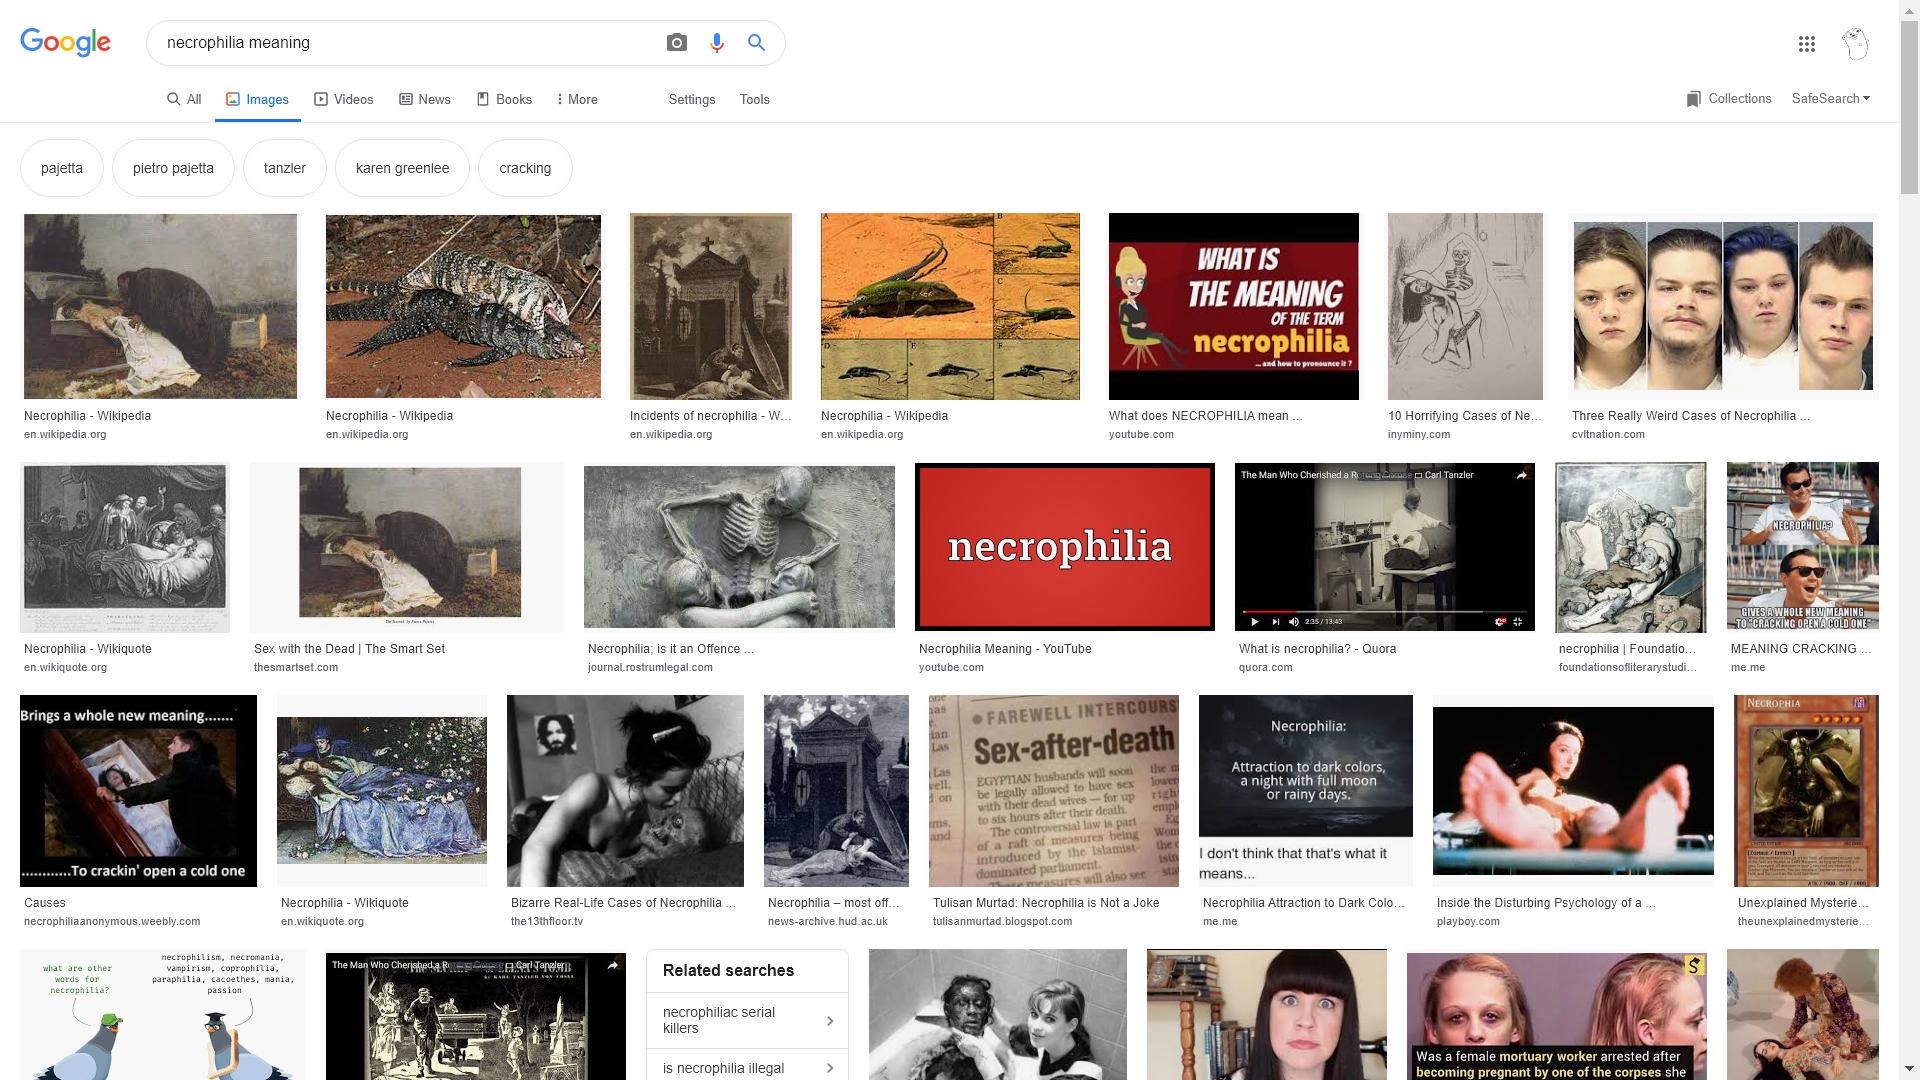 Google
necrophilia meaning
All
Images
Videos
News
Books
More
Settings
Tools
Collections
SafeSearch
pajetta
pietro pajetta
tanzler
karen greenlee
cracking
WHAT IS
THE MEANING
OF THE TERM
necrophilia
... and how to pronounce it ?
Necrophilia - Wikipedia
en.wikipedia.org
Necrophilia - Wikipedia
en.wikipedia.org
Incidents of necrophilia - W...
en.wikipedia.org
Necrophilia - Wikipedia
en.wikipedia.org
What does NECROPHILIA mean ...
youtube.com
10 Horrifying Cases of Ne...
inyminy.com
Three Really Weird Cases of Necrophilia ...
cvltnation.com
necrophilia
The Man Who Cherished a Rotting Corpse
Carl Tanzler
2:35 / 13:43
NECROPHILIA?
GIVES A WHOLE NEW MEANING
TO "CRACKING OPEN A COLD ONE"
Necrophilia - Wikiquote
en.wikiquote.org
Sex with the Dead | The Smart Set
thesmartset.com
Necrophilia; is it an Offence ...
journal.rostrumlegal.com
Necrophilia Meaning - YouTube
youtube.com
What is necrophilia? - Quora
quora.com
necrophilia | Foundatio...
foundationsofliterarystudi...
MEANING CRACKING ...
me.me
Brings a whole new meaning.......
............To crackin' open a cold one
FAREWELL INTERCOURS
Sex-after-death
EGYPTIAN husbands will soon
be legally allowed to have sex
with their dead wives — for up
to six hours after their death.
The controversial law is part
of a raft of measures being
introduced by the Islamist-
dominated parliament.
These measures will also see
Necrophilia:
Attraction to dark colors,
a night with full moon
or rainy days.
I don't think that that's what it
means...
NECROPHIA
Causes
necrophiliaanonymous.weebly.com
Necrophilia - Wikiquote
en.wikiquote.org
Bizarre Real-Life Cases of Necrophilia ...
the13thfloor.tv
Necrophilia – most off...
news-archive.hud.ac.uk
Tulisan Murtad: Necrophilia is Not a Joke
tulisanmurtad.blogspot.com
Necrophilia Attraction to Dark Colo...
me.me
Inside the Disturbing Psychology of a ...
playboy.com
Unexplained Mysterie...
theunexplainedmysterie...
what are other
words for
necrophilia?
necrophilism, necromania,
vampirism, coprophilia,
paraphilia, cacoethes, mania,
passion
The Man Who Cherished a R
Carl Tanzler
Related searches
necrophiliac serial
killers
is necrophilia illegal
Was a female mortuary worker arrested after
becoming pregnant by one of the corpses she